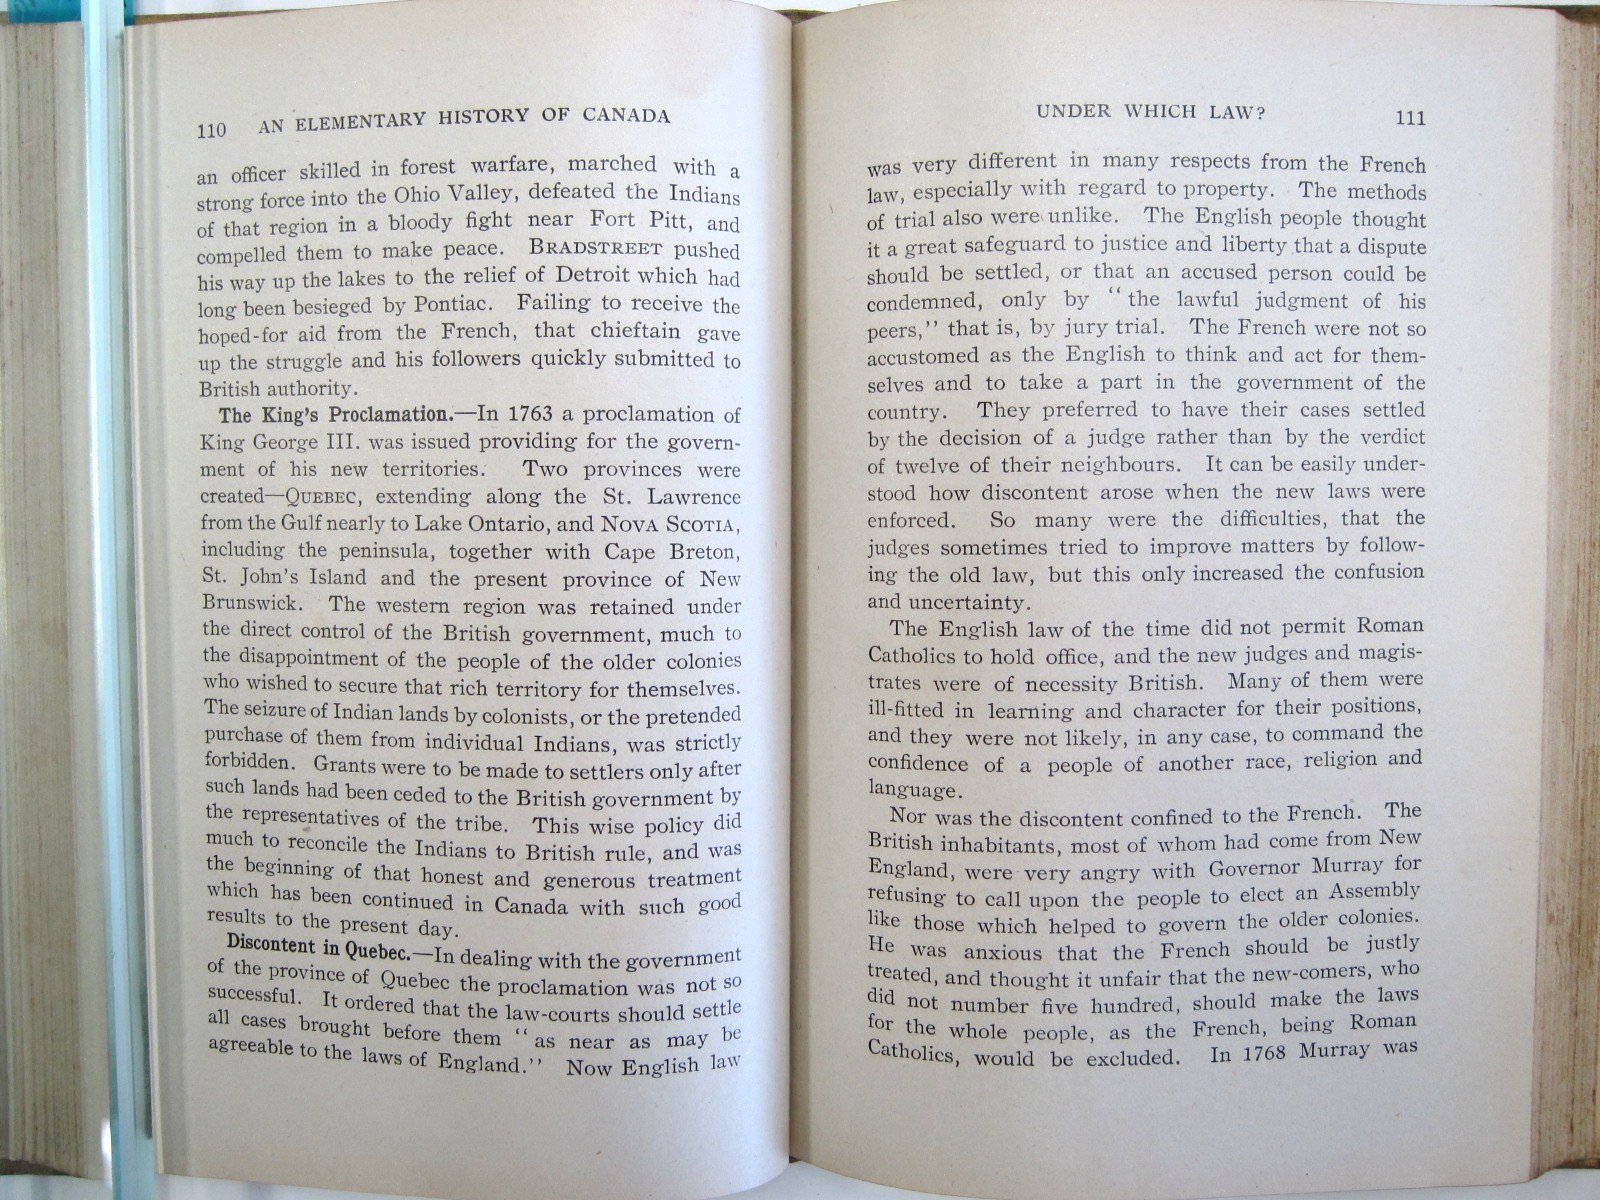 110 AN ELEMENTARY HISTORY OF CANADA
an officer skilled in forest warfare, marched with a
strong force into the Ohio Valley, defeated the Indians
of that region in a bloody fight near Fort Pitt, and
compelled them to make peace. BRADSTREET pushed
his way up the lakes to the relief of Detroit which had
long been besieged by Pontiac. Failing to receive the
hoped-for aid from the French, that chieftain gave
up the struggle and his followers quickly submitted to
British authority.
The King's Proclamation.—In 1763 a proclamation of
King George III. was issued providing for the govern-
ment of his new territories. Two provinces were
created—QUEBEC, extending along the St. Lawrence
from the Gulf nearly to Lake Ontario, and NOVA SCOTIA,
including the peninsula, together with Cape Breton,
St. John's Island and the present province of New
Brunswick. The western region was retained under
the direct control of the British government, much to
the disappointment of the people of the older colonies
who wished to secure that rich territory for themselves.
The seizure of Indian lands by colonists, or the pretended
purchase of them from individual Indians, was strictly
forbidden. Grants were to be made to settlers only after
such lands had been ceded to the British government by
the representatives of the tribe. This wise policy did
much to reconcile the Indians to British rule, and was
the beginning of that honest and generous treatment
which has been continued in Canada with such good
results to the present day.
Discontent in Quebec.—In dealing with the government
of the province of Quebec the proclamation was not so
successful. It ordered that the law-courts should settle
all cases brought before them "as near as may be
agreeable to the laws of England." Now English law
UNDER WHICH LAW? 111
was very different in many respects from the French
law, especially with regard to property. The methods
of trial also were unlike. The English people thought
it a great safeguard to justice and liberty that a dispute
should be settled, or that an accused person could be
condemned, only by "the lawful judgment of his
peers," that is, by jury trial. The French were not so
accustomed as the English to think and act for them-
selves and to take a part in the government of the
country. They preferred to have their cases settled
by the decision of a judge rather than by the verdict
of twelve of their neighbours. It can be easily under-
stood how discontent arose when the new laws were
enforced. So many were the difficulties, that the
judges sometimes tried to improve matters by follow-
ing the old law, but this only increased the confusion
and uncertainty.
The English law of the time did not permit Roman
Catholics to hold office, and the new judges and magis-
trates were of necessity British. Many of them were
ill-fitted in learning and character for their positions,
and they were not likely, in any case, to command the
confidence of a people of another race, religion and
language.
Nor was the discontent confined to the French. The
British inhabitants, most of whom had come from New
England, were very angry with Governor Murray for
refusing to call upon the people to elect an Assembly
like those which helped to govern the older colonies.
He was anxious that the French should be justly
treated, and thought it unfair that the new-comers, who
did not number five hundred, should make the laws
for the whole people, as the French, being Roman
Catholics, would be excluded. In 1768 Murray was